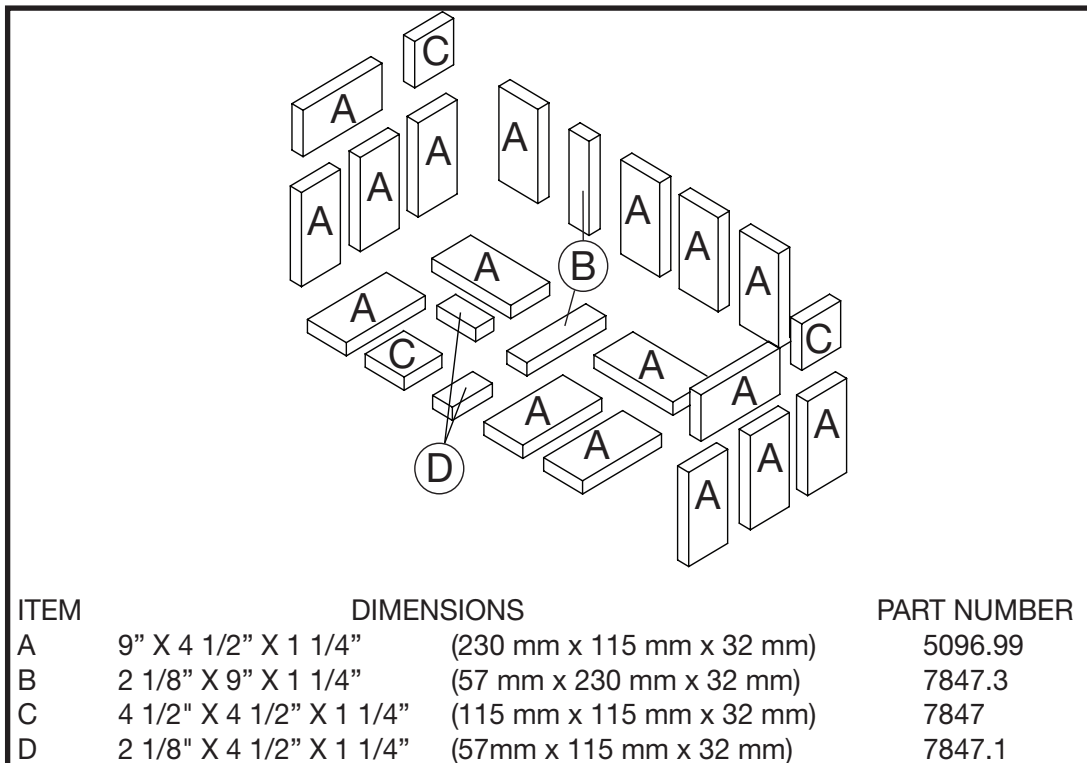 C
A
A
A
A
A
A
A
B
A
A
A
C
C
A
A
A
A
A
A
D
A
ITEM DIMENSIONS PART NUMBER
A 9” X 4 1/2” X 1 1/4” (230 mm x 115 mm x 32 mm) 5096.99
B 2 1/8” X 9” X 1 1/4” (57 mm x 230 mm x 32 mm) 7847.3
C 4 1/2" X 4 1/2” X 1 1/4” (115 mm x 115 mm x 32 mm) 7847
D 2 1/8" X 4 1/2” X 1 1/4” (57mm x 115 mm x 32 mm) 7847.1